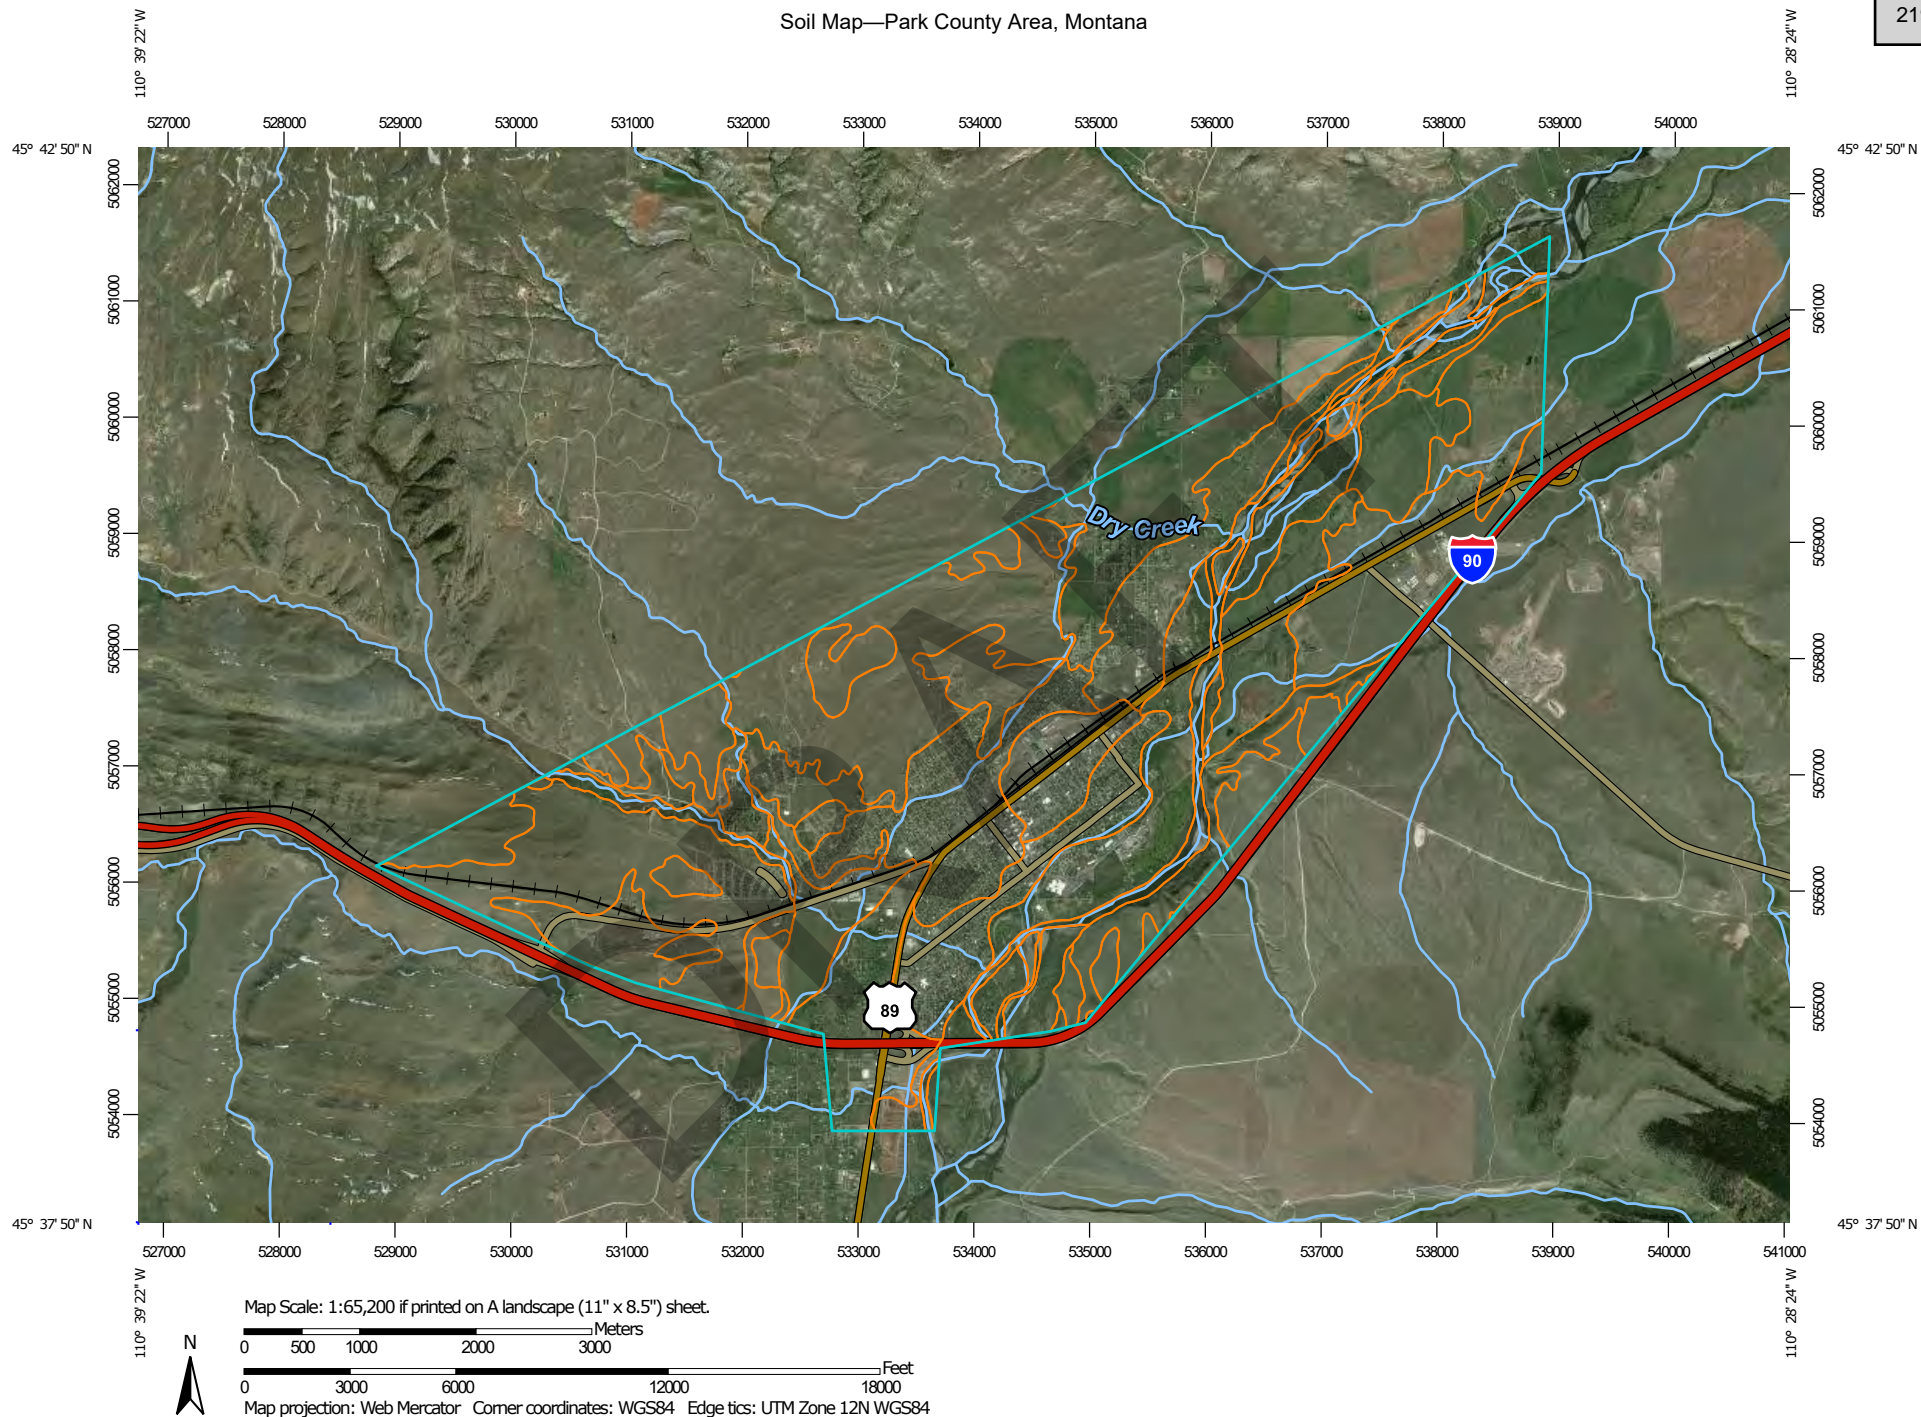 Soil Map—Park County Area, Montana
110° 39' 22" W
110° 28' 24" W
527000 528000 529000 530000 531000 532000 533000 534000 535000 536000 537000 538000 539000 540000
45° 42' 50" N
45° 42' 50" N
5062000 5061000 5060000 5059000 5058000 5057000 5056000 5055000 5054000
5062000 5061000 5060000 5059000 5058000 5057000 5056000 5055000 5054000
Dry Creek
90
89
DRAFT
45° 37' 50" N
45° 37' 50" N
527000 528000 529000 530000 531000 532000 533000 534000 535000 536000 537000 538000 539000 540000 541000
110° 39' 22" W
110° 28' 24" W
Map Scale: 1:65,200 if printed on A landscape (11" x 8.5") sheet.
N
Meters
0 500 1000 2000 3000
Feet
0 3000 6000 12000 18000
Map projection: Web Mercator Corner coordinates: WGS84 Edge tics: UTM Zone 12N WGS84